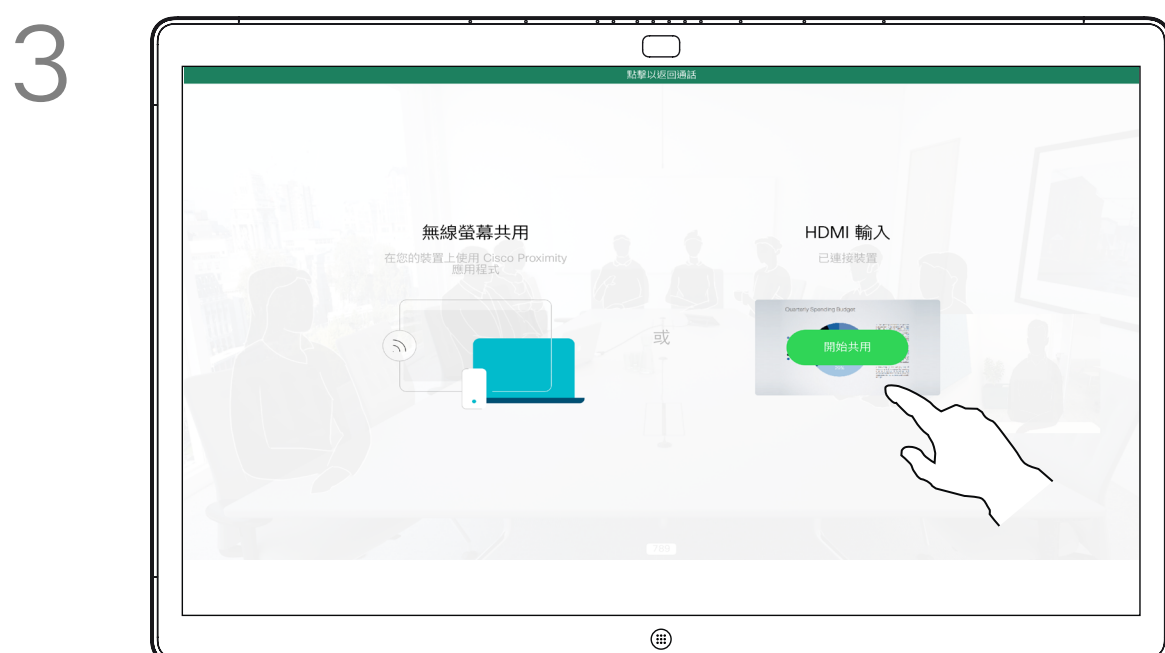 3
點擊以返回通話
無線螢幕共用
在您的裝置上使用 Cisco Proximity
應用程式
或
HDMI 輸入
已連接裝置
Quarterly Spending Budget
開始共用